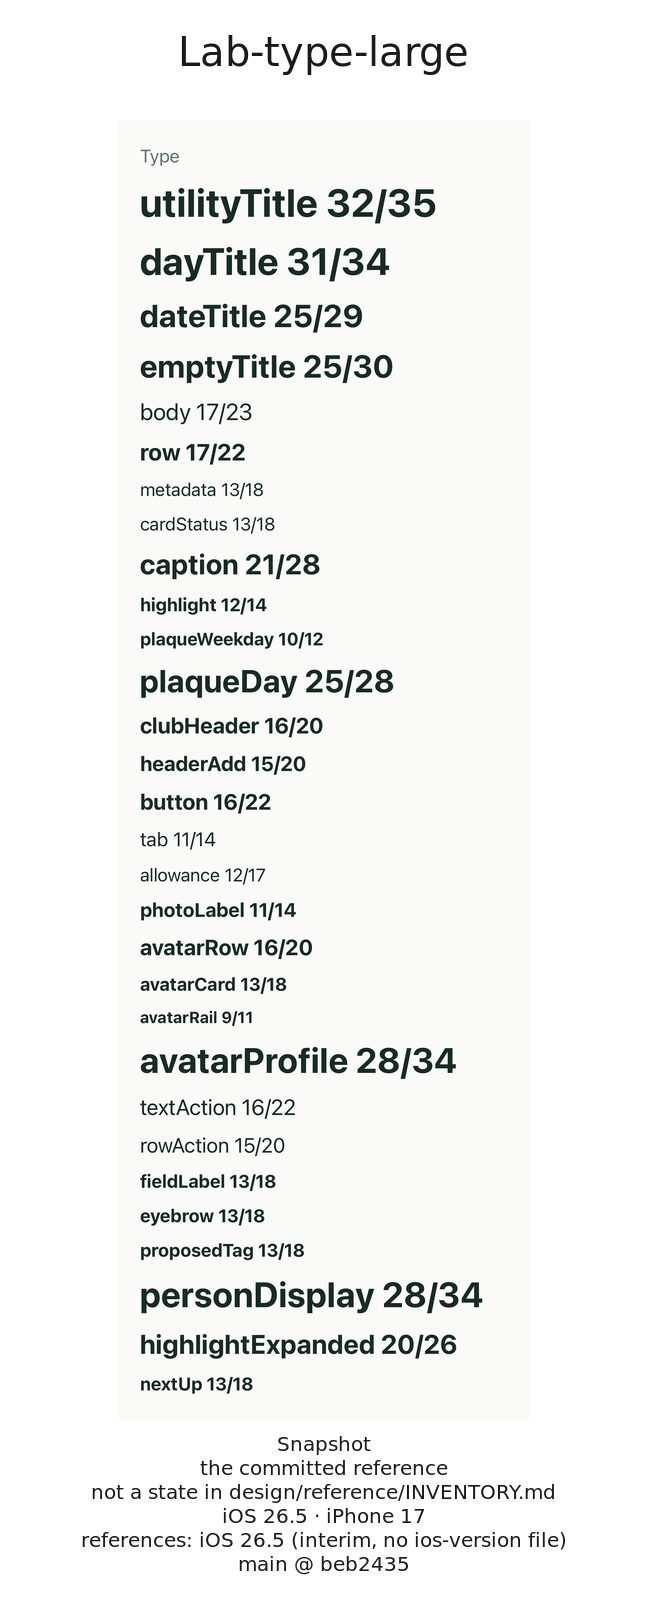 Lab-type-large
Type
utilityTitle 32/35
dayTitle 31/34
dateTitle 25/29
emptyTitle 25/30
body 17/23
row 17/22
metadata 13/18
cardStatus 13/18
caption 21/28
highlight 12/14
plaqueWeekday 10/12
plaqueDay 25/28
clubHeader 16/20
headerAdd 15/20
button 16/22
tab 11/14
allowance 12/17
photoLabel 11/14
avatarRow 16/20
avatarCard 13/18
avatarRail 9/11
avatarProfile 28/34
textAction 16/22
rowAction 15/20
fieldLabel 13/18
eyebrow 13/18
proposedTag 13/18
personDisplay 28/34
highlightExpanded 20/26
nextUp 13/18
Snapshot
the committed reference
not a state in design/reference/INVENTORY.md
iOS 26.5 · iPhone 17
references: iOS 26.5 (interim, no ios-version file)
main @ beb2435